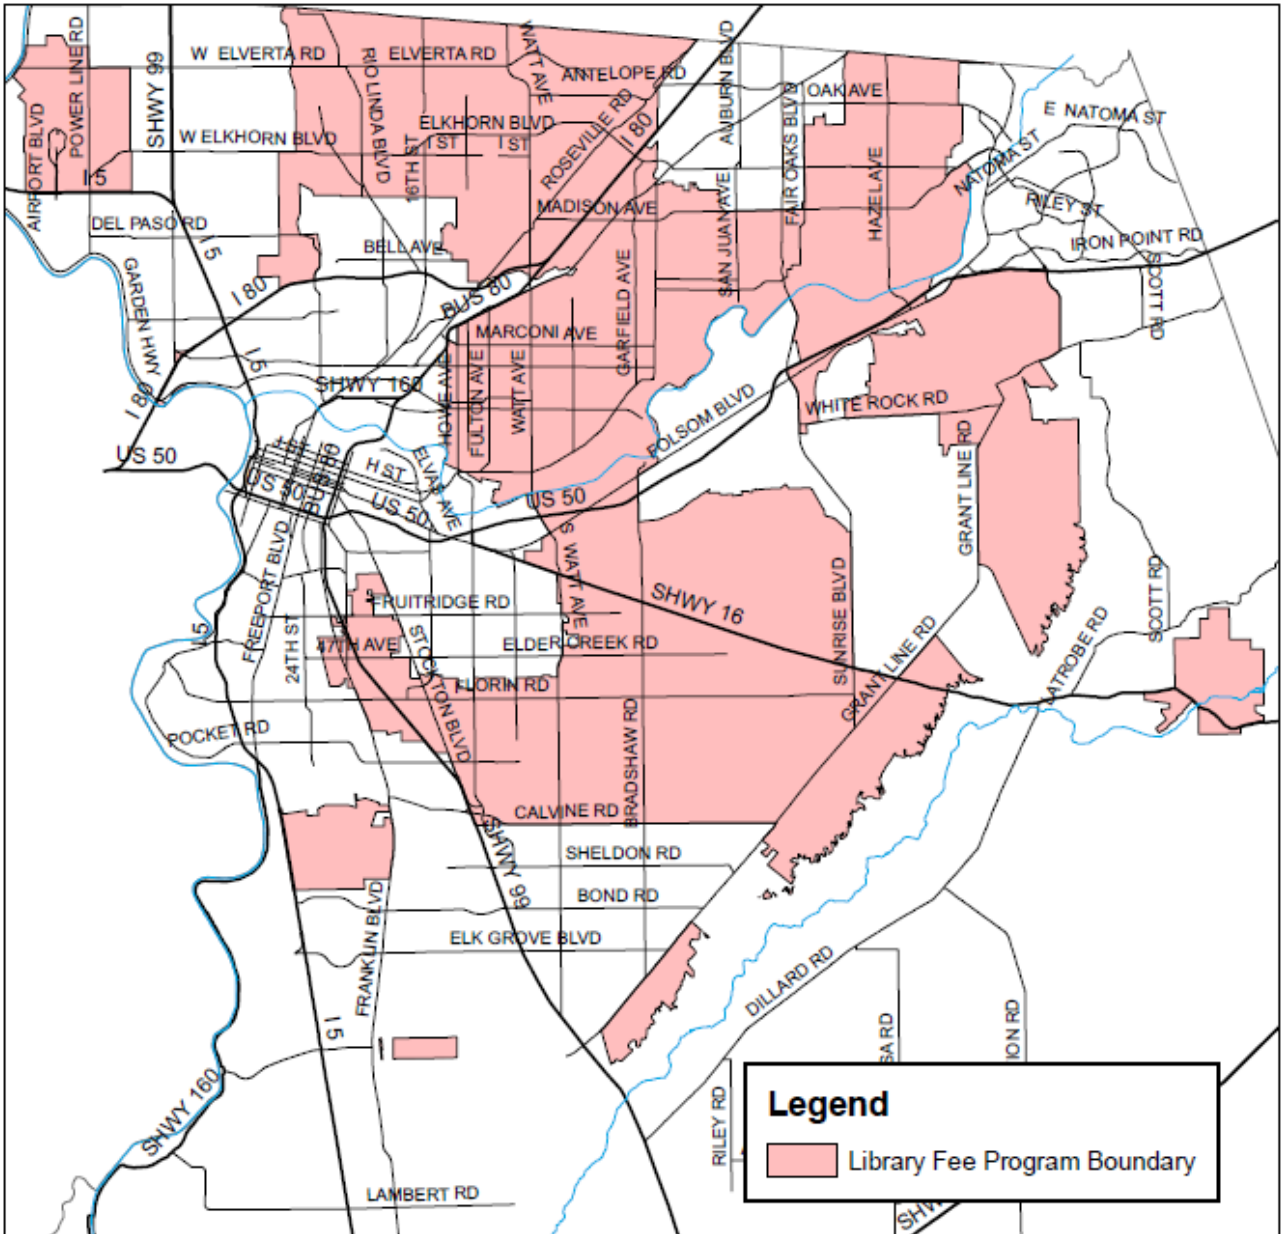 POWER LINE RD
SHWY 99
W ELVERTA RD
RIO LINDA BLVD
ELVERTA RD
WATT AVE
ANTELOPE RD
AUBURN BLVD
FAIR OAKS BLVD
OAK AVE
E NATOMA ST
AIRPORT BLVD
W ELKHORN BLVD
16TH ST
ELKHORN BLVD
I ST
I ST
ROSEVILLE RD
I 80
HAZEL AVE
NATOMA ST
I 5
MADISON AVE
SAN JUAN AVE
RILEY ST
DEL PASO RD
I 5
BELL AVE
IRON POINT RD
SCOTT RD
GARDEN HWY
I 80
BUS 80
GARFIELD AVE
MARCONI AVE
I 5
HOWE AVE
FULTON AVE
WATT AVE
SHWY 160
I 80
WHITE ROCK RD
FOLSOM BLVD
US 50
H ST
ELVAS AVE
GRANT LINE RD
US 50
BUS 80
US 50
US 50
FREEPORT BLVD
S WATT AVE
SHWY 16
SUNRISE BLVD
SCOTT RD
FRUITRIDGE RD
I 5
24TH ST
47TH AVE
STOCKTON BLVD
ELDER CREEK RD
GRANT LINE RD
LATROBE RD
FLORIN RD
POCKET RD
BRADSHAW RD
CALVINE RD
SHWY 99
SHELDON RD
BOND RD
FRANKLIN BLVD
ELK GROVE BLVD
DILLARD RD
I 5
SA RD
ION RD
SHWY 160
RILEY RD
Legend
Library Fee Program Boundary
LAMBERT RD
SHW